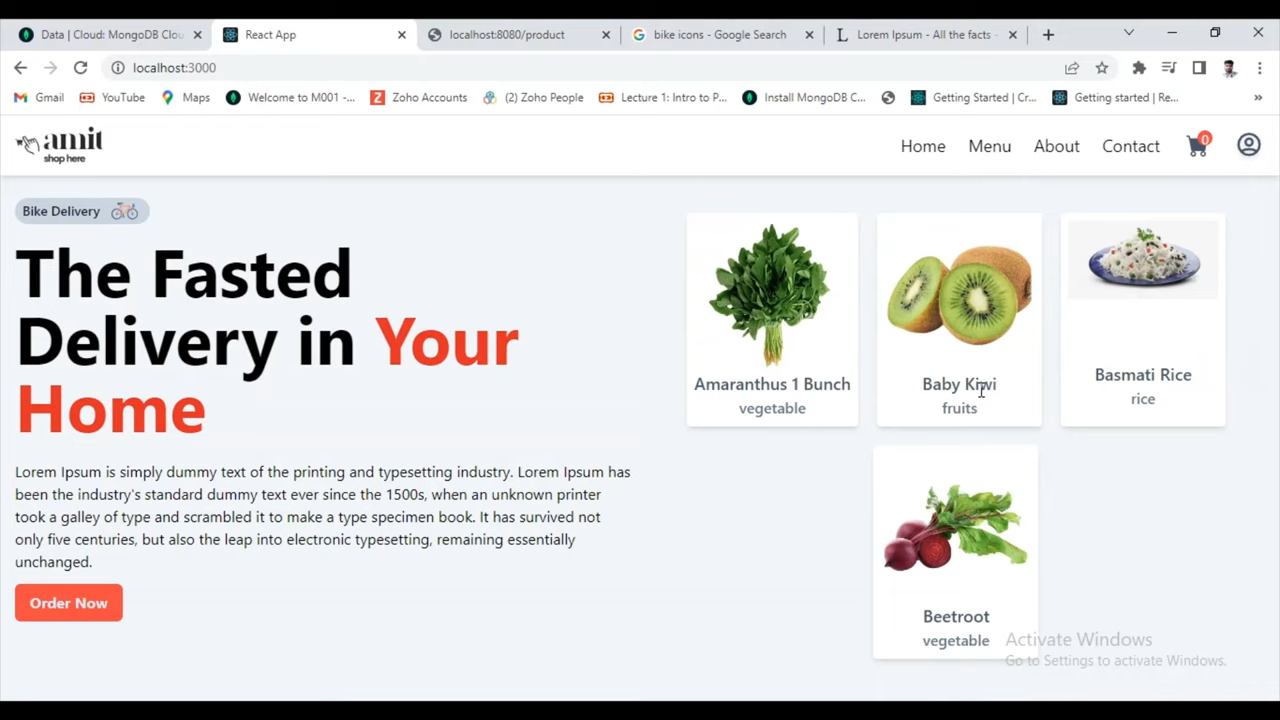 Data | Cloud: MongoDB Clou
React App
localhost:8080/product
bike icons - Google Search
Lorem Ipsum - All the facts -
localhost:3000
Gmail
YouTube
Maps
Welcome to M001 -...
Zoho Accounts
(2) Zoho People
Lecture 1: Intro to P...
Install MongoDB C...
Getting Started | Cr...
Getting started | Re...
»
amit
shop here
Home
Menu
About
Contact
0
Bike Delivery
The Fasted
Delivery in Your
Home
Lorem Ipsum is simply dummy text of the printing and typesetting industry. Lorem Ipsum has
been the industry's standard dummy text ever since the 1500s, when an unknown printer
took a galley of type and scrambled it to make a type specimen book. It has survived not
only five centuries, but also the leap into electronic typesetting, remaining essentially
unchanged.
Order Now
Amaranthus 1 Bunch
vegetable
Baby Kiwi
fruits
Basmati Rice
rice
Beetroot
vegetable
Activate Windows
Go to Settings to activate Windows.